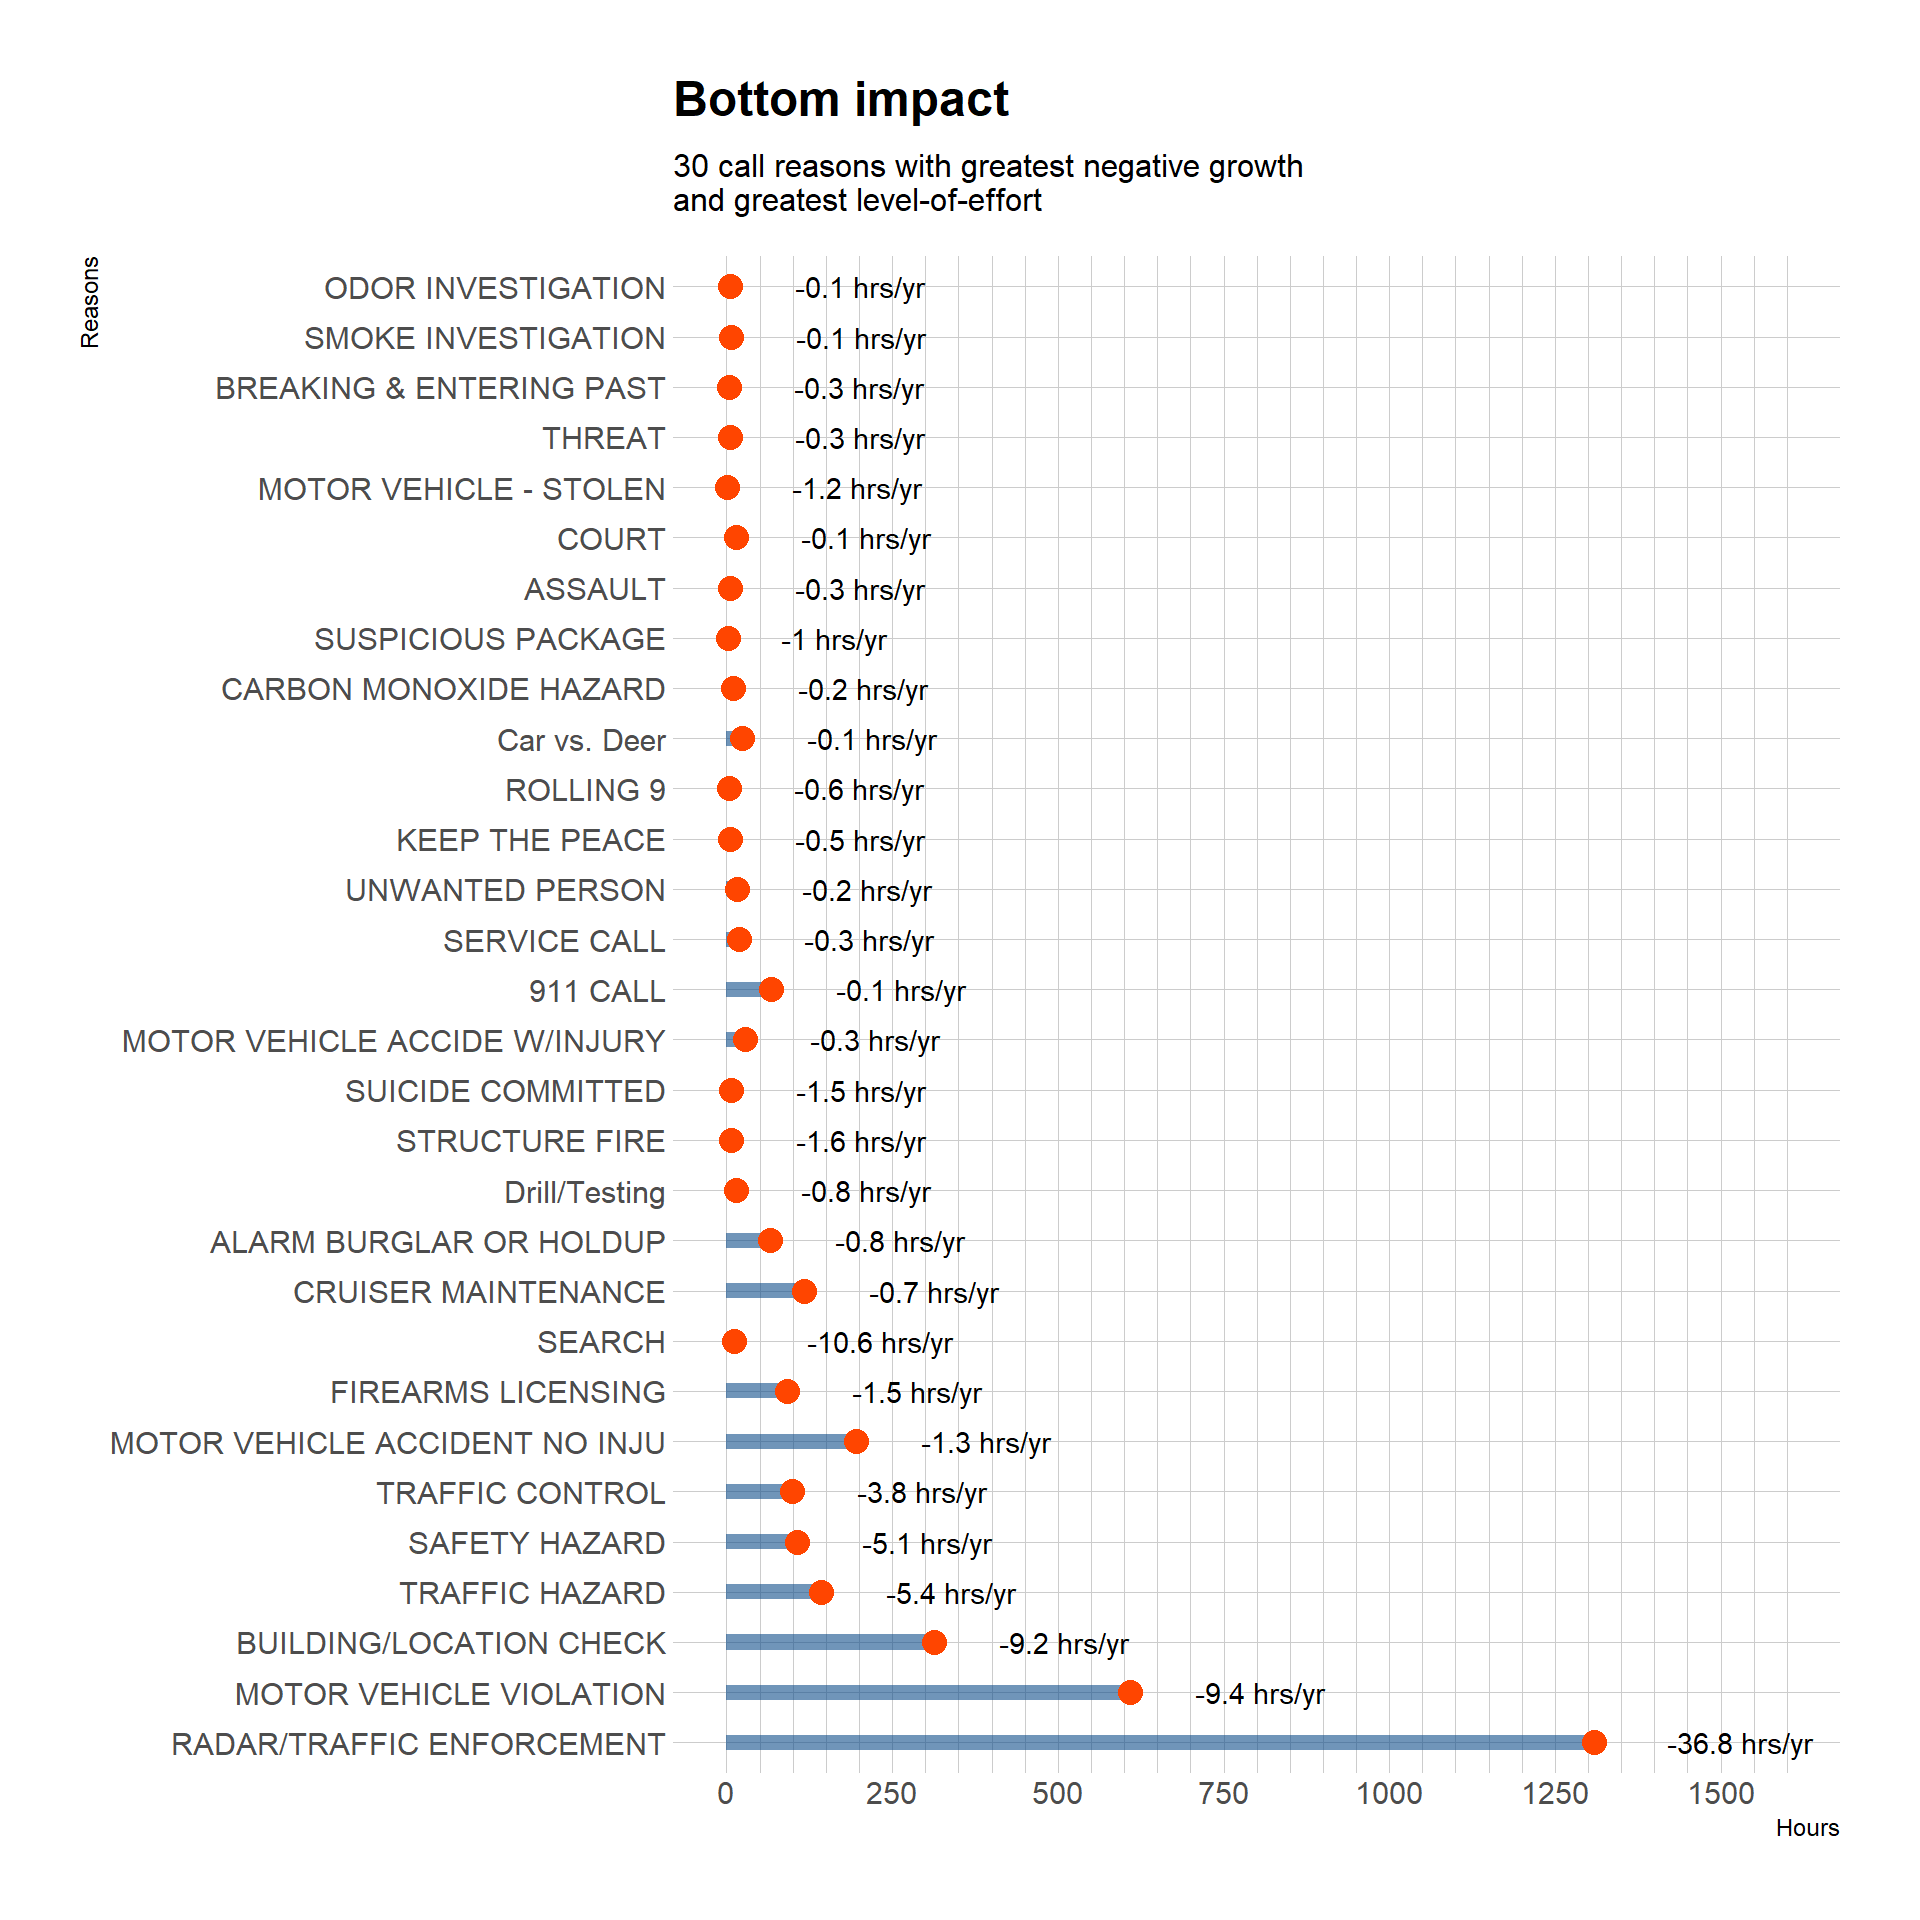 Bottom impact
30 call reasons with greatest negative growth
and greatest level-of-effort
Reasons
ODOR INVESTIGATION -0.1 hrs/yr
SMOKE INVESTIGATION -0.1 hrs/yr
BREAKING & ENTERING PAST -0.3 hrs/yr
THREAT -0.3 hrs/yr
MOTOR VEHICLE - STOLEN -1.2 hrs/yr
COURT -0.1 hrs/yr
ASSAULT -0.3 hrs/yr
SUSPICIOUS PACKAGE -1 hrs/yr
CARBON MONOXIDE HAZARD -0.2 hrs/yr
Car vs. Deer -0.1 hrs/yr
ROLLING 9 -0.6 hrs/yr
KEEP THE PEACE -0.5 hrs/yr
UNWANTED PERSON -0.2 hrs/yr
SERVICE CALL -0.3 hrs/yr
911 CALL -0.1 hrs/yr
MOTOR VEHICLE ACCIDE W/INJURY -0.3 hrs/yr
SUICIDE COMMITTED -1.5 hrs/yr
STRUCTURE FIRE -1.6 hrs/yr
Drill/Testing -0.8 hrs/yr
ALARM BURGLAR OR HOLDUP -0.8 hrs/yr
CRUISER MAINTENANCE -0.7 hrs/yr
SEARCH -10.6 hrs/yr
FIREARMS LICENSING -1.5 hrs/yr
MOTOR VEHICLE ACCIDENT NO INJU -1.3 hrs/yr
TRAFFIC CONTROL -3.8 hrs/yr
SAFETY HAZARD -5.1 hrs/yr
TRAFFIC HAZARD -5.4 hrs/yr
BUILDING/LOCATION CHECK -9.2 hrs/yr
MOTOR VEHICLE VIOLATION -9.4 hrs/yr
RADAR/TRAFFIC ENFORCEMENT -36.8 hrs/yr
0 250 500 750 1000 1250 1500
Hours